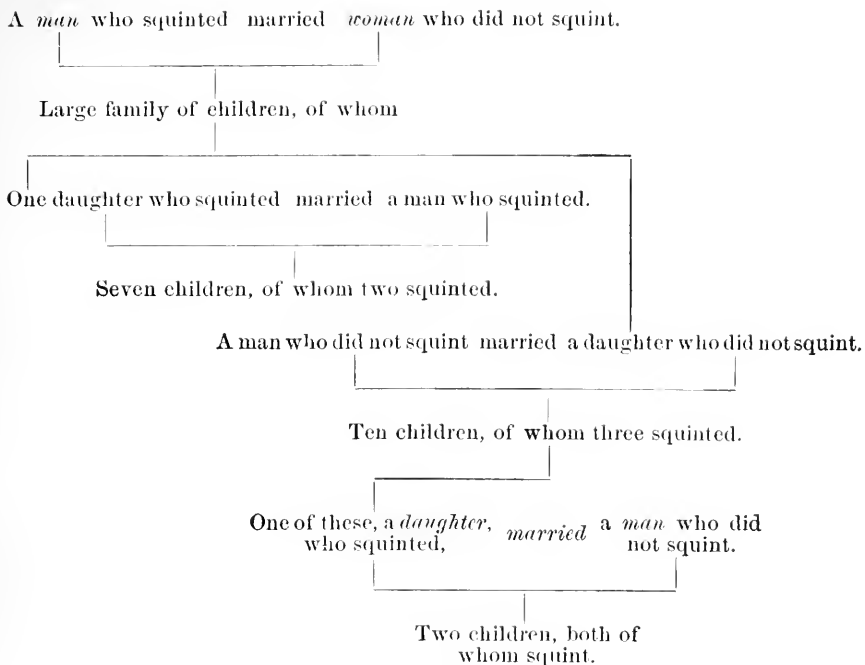 A man who squinted married woman who did not squint.
Large family of children, of whom
One daughter who squinted married a man who squinted.
Seven children, of whom two squinted.
A man who did not squint married a daughter who did not squint.
Ten children, of whom three squinted.
One of these, a daughter, married a man who did
who squinted, not squint.
Two children, both of
whom squint.